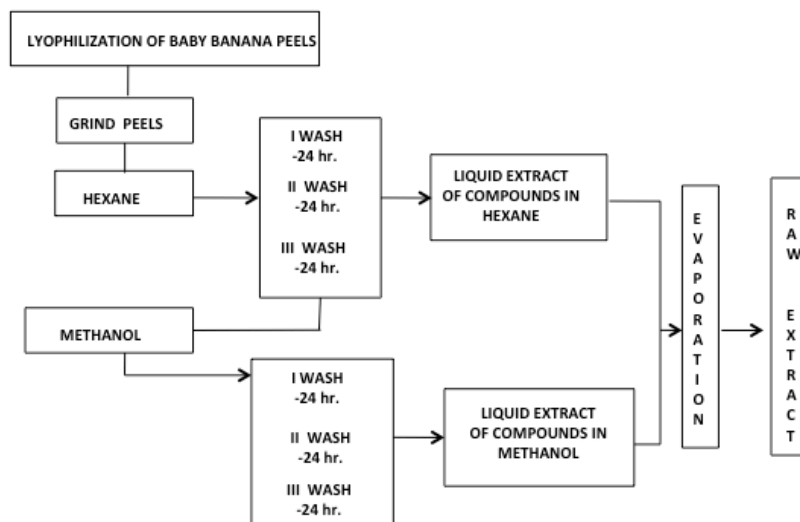 LYOPHILIZATION OF BABY BANANA PEELS
GRIND PEELS
HEXANE
I WASH
-24 hr.
II WASH
-24 hr.
III WASH
-24 hr.
LIQUID EXTRACT
OF COMPOUNDS IN
HEXANE
METHANOL
I WASH
-24 hr.
II WASH
-24 hr.
III WASH
-24 hr.
LIQUID EXTRACT
OF COMPOUNDS IN
METHANOL
EVAPORATION
RAW EXTRACT